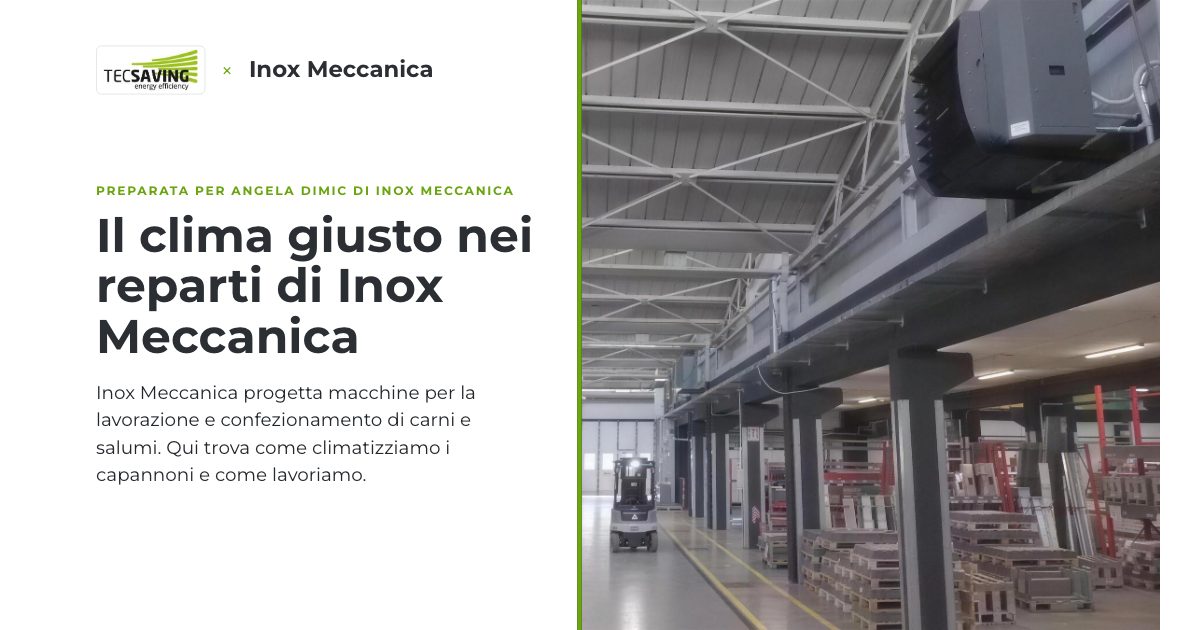 TECSAVING
energy efficiency
× Inox Meccanica
PREPARATA PER ANGELA DIMIC DI INOX MECCANICA
Il clima giusto nei
reparti di Inox
Meccanica
Inox Meccanica progetta macchine per la
lavorazione e confezionamento di carni e
salumi. Qui trova come climatizziamo i
capannoni e come lavoriamo.